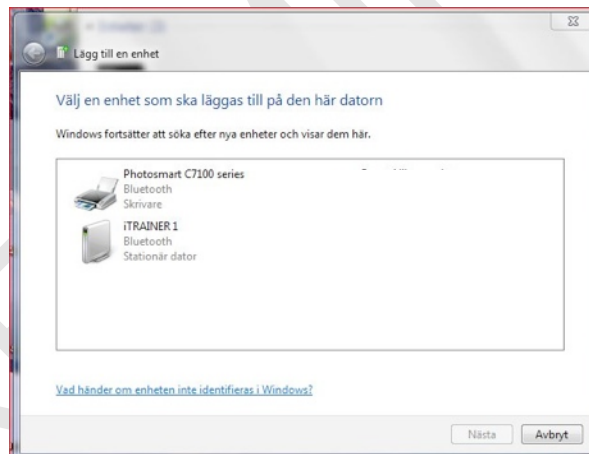 Lägg till en enhet
Välj en enhet som ska läggas till på den här datorn
Windows fortsätter att söka efter nya enheter och visar dem här.
Photosmart C7100 series
Bluetooth
Skrivare
iTRAINER 1
Bluetooth
Stationär dator
Vad händer om enheten inte identifieras i Windows?
Nästa
Avbryt